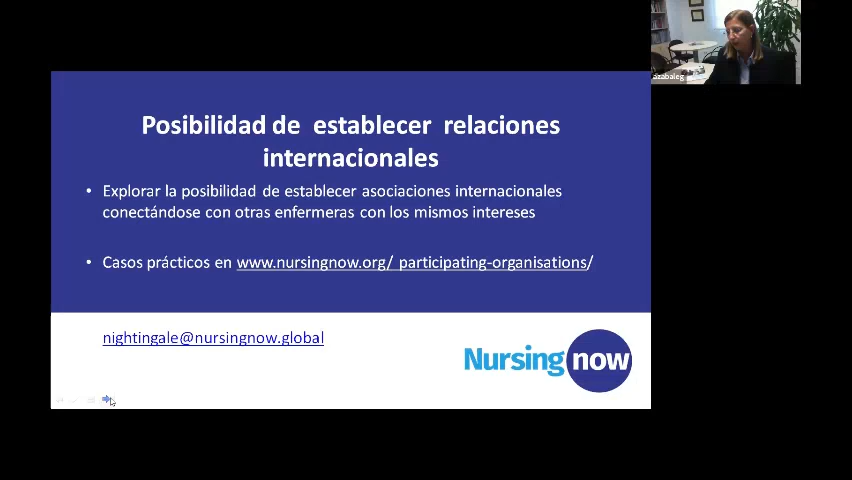 azabaleg
Posibilidad de establecer relaciones
internacionales
• Explorar la posibilidad de establecer asociaciones internacionales
conectándose con otras enfermeras con los mismos intereses
• Casos prácticos en www.nursingnow.org/ participating-organisations/
nightingale@nursingnow.global
Nursing now